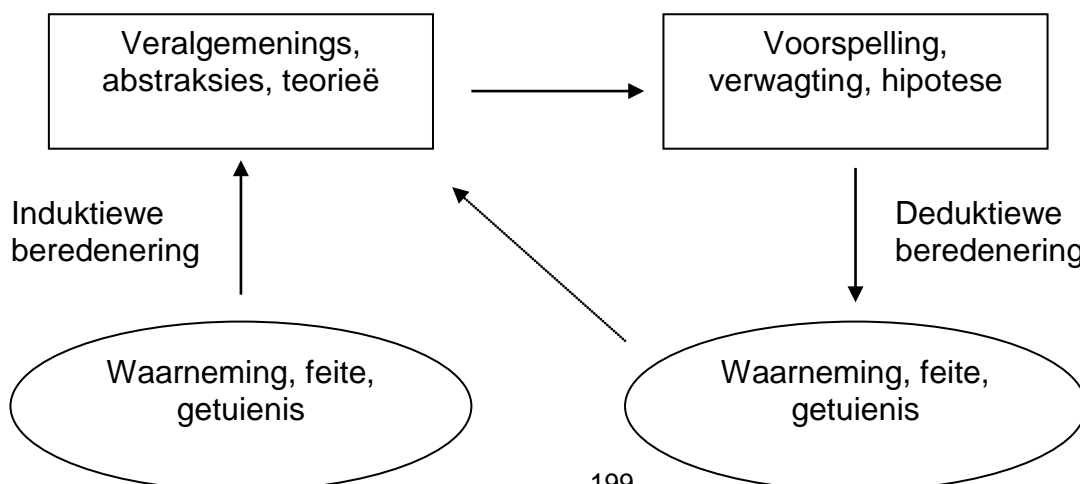 Veralgemenings,
abstraksies, teorieë
Voorspelling,
verwagting, hipotese
Induktiewe
beredenering
Deduktiewe
beredenering
Waarneming, feite,
getuienis
Waarneming, feite,
getuienis
199